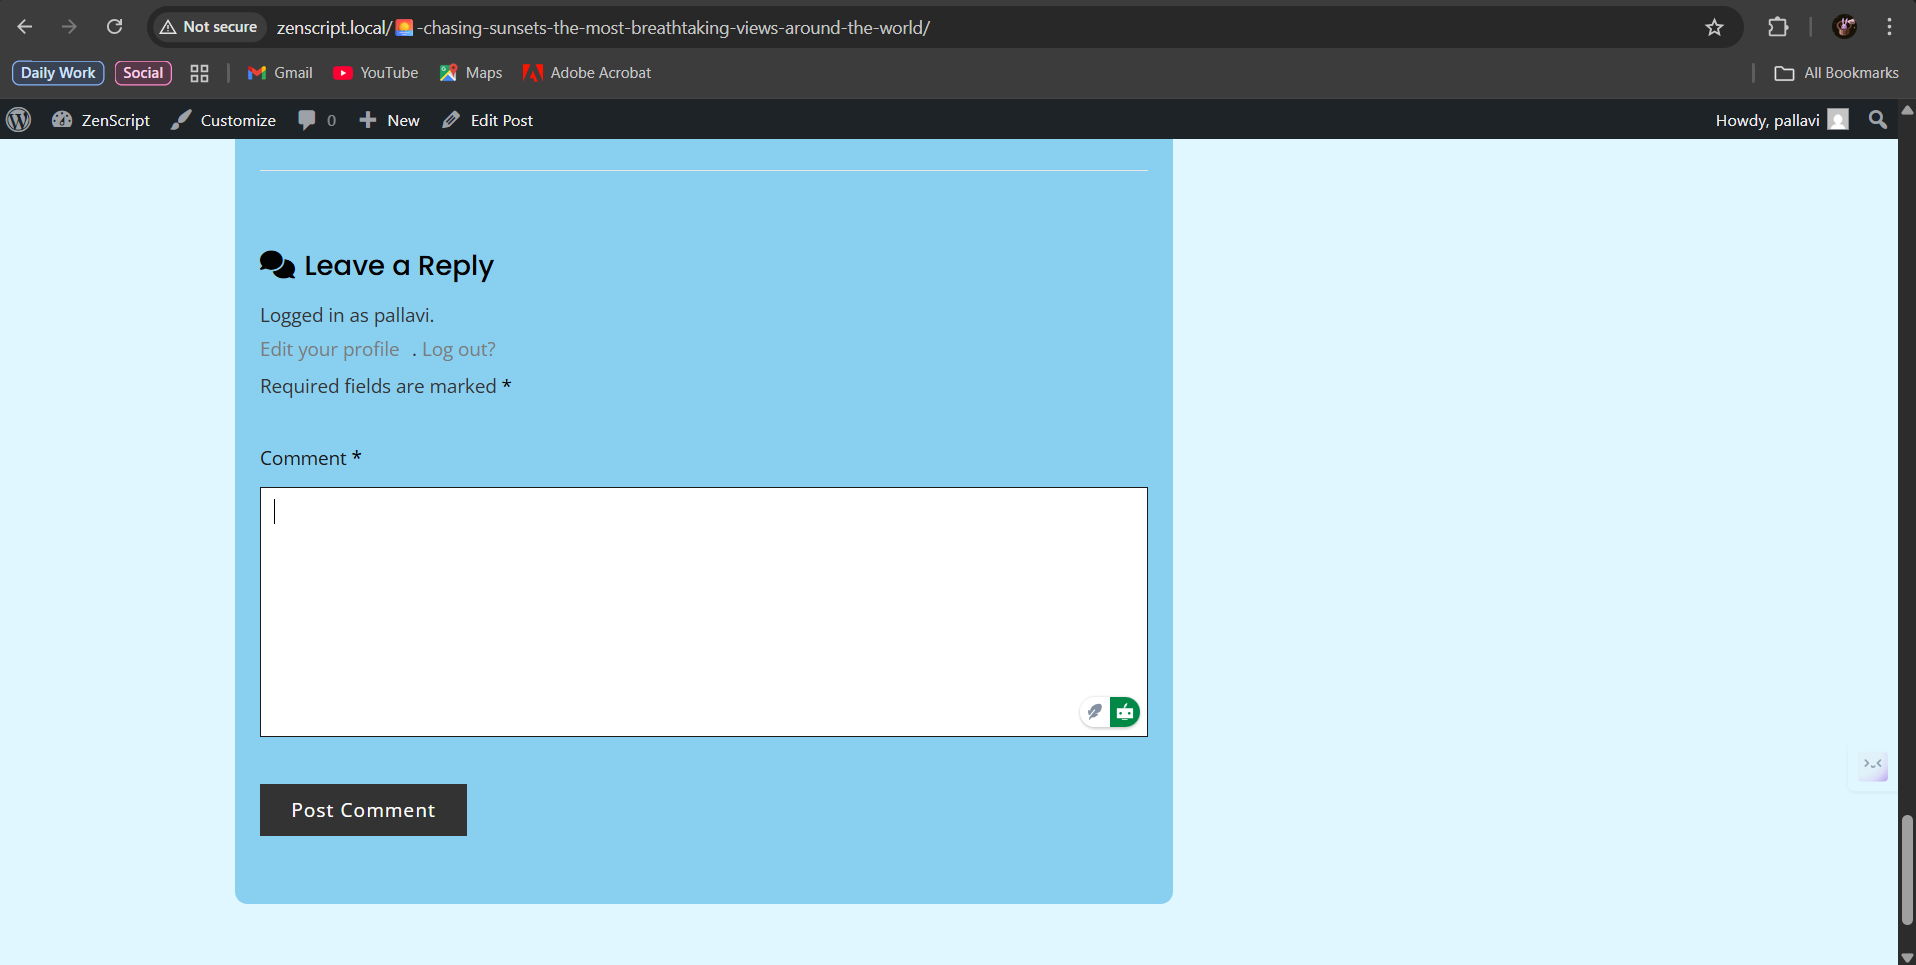 Not secure zenscript.local/🌅-chasing-sunsets-the-most-breathtaking-views-around-the-world/
Daily Work Social Gmail YouTube Maps Adobe Acrobat All Bookmarks
ZenScript Customize 0 New Edit Post Howdy, pallavi
Leave a Reply
Logged in as pallavi.
Edit your profile . Log out?
Required fields are marked *
Comment *
Post Comment